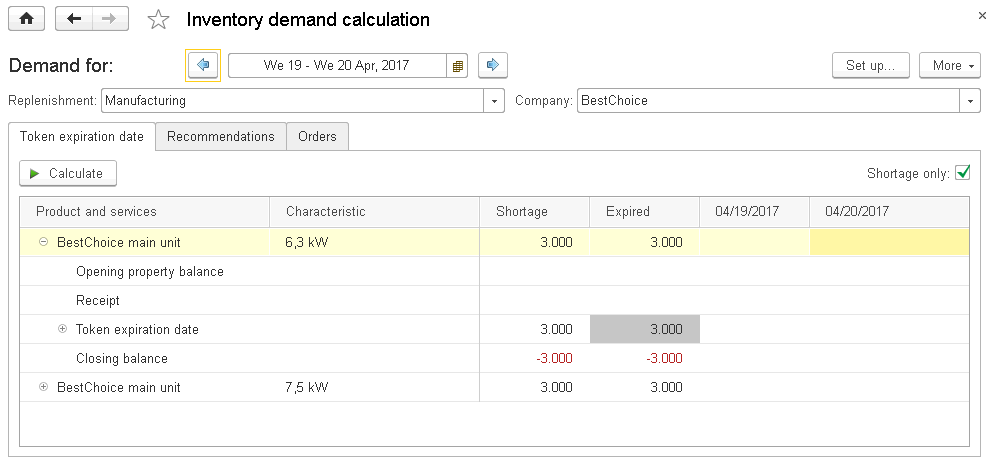 Inventory demand calculation
Demand for: We 19 - We 20 Apr, 2017 Set up... More
Replenishment: Manufacturing Company: BestChoice
Token expiration date Recommendations Orders
Calculate Shortage only:
Product and services Characteristic Shortage Expired 04/19/2017 04/20/2017
BestChoice main unit 6,3 kW 3.000 3.000
Opening property balance
Receipt
Token expiration date 3.000 3.000
Closing balance -3.000 -3.000
BestChoice main unit 7,5 kW 3.000 3.000